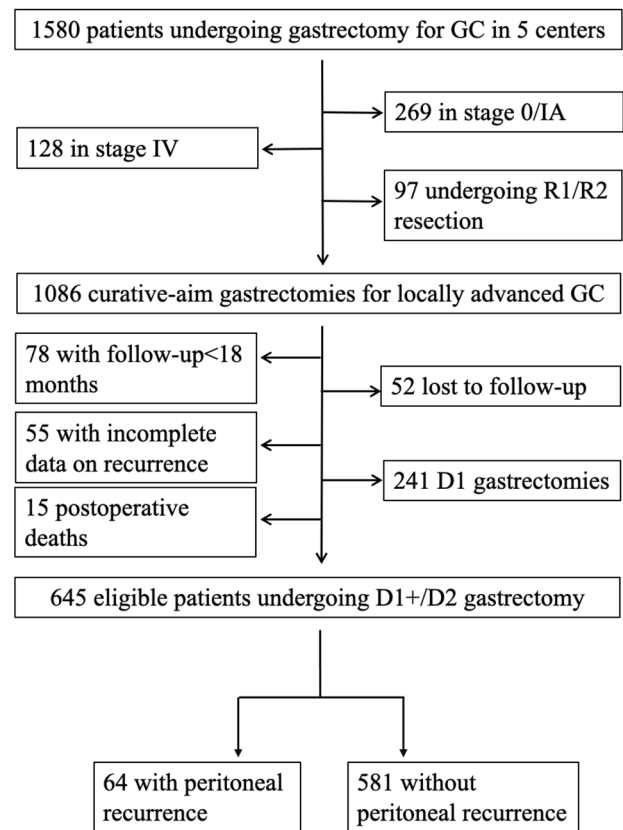 1580 patients undergoing gastrectomy for GC in 5 centers
269 in stage 0/IA
128 in stage IV
97 undergoing R1/R2
resection
1086 curative-aim gastrectomies for locally advanced GC
78 with follow-up<18
months
52 lost to follow-up
55 with incomplete
data on recurrence
241 D1 gastrectomies
15 postoperative
deaths
645 eligible patients undergoing D1+/D2 gastrectomy
64 with peritoneal
recurrence
581 without
peritoneal recurrence